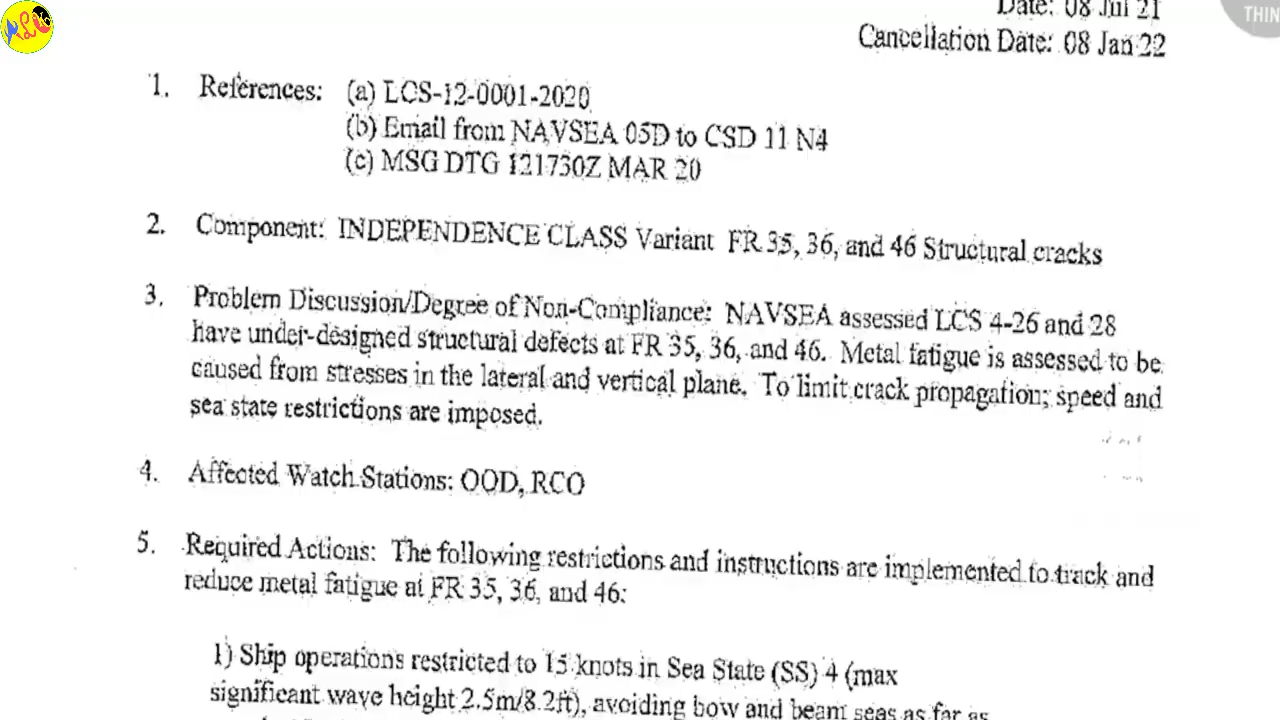 THIN
Date: 08 Jul 21
Cancellation Date: 08 Jan 22
1. References: (a) LCS-12-0001-2020
(b) Email from NAVSEA 05D to CSD 11 N4
(c) MSG DTG 121730Z MAR 20
2. Component: INDEPENDENCE CLASS Variant FR 35, 36, and 46 Structural cracks
3. Problem Discussion/Degree of Non-Compliance: NAVSEA assessed LCS 4-26 and 28
have under-designed structural defects at FR 35, 36, and 46. Metal fatigue is assessed to be
caused from stresses in the lateral and vertical plane. To limit crack propagation; speed and
sea state restrictions are imposed.
4. Affected Watch Stations: OOD, RCO
5. Required Actions: The following restrictions and instructions are implemented to track and
reduce metal fatigue at FR 35, 36, and 46:
1) Ship operations restricted to 15 knots in Sea State (SS) 4 (max
significant wave height 2.5m/8.2ft), avoiding bow and beam seas as far as